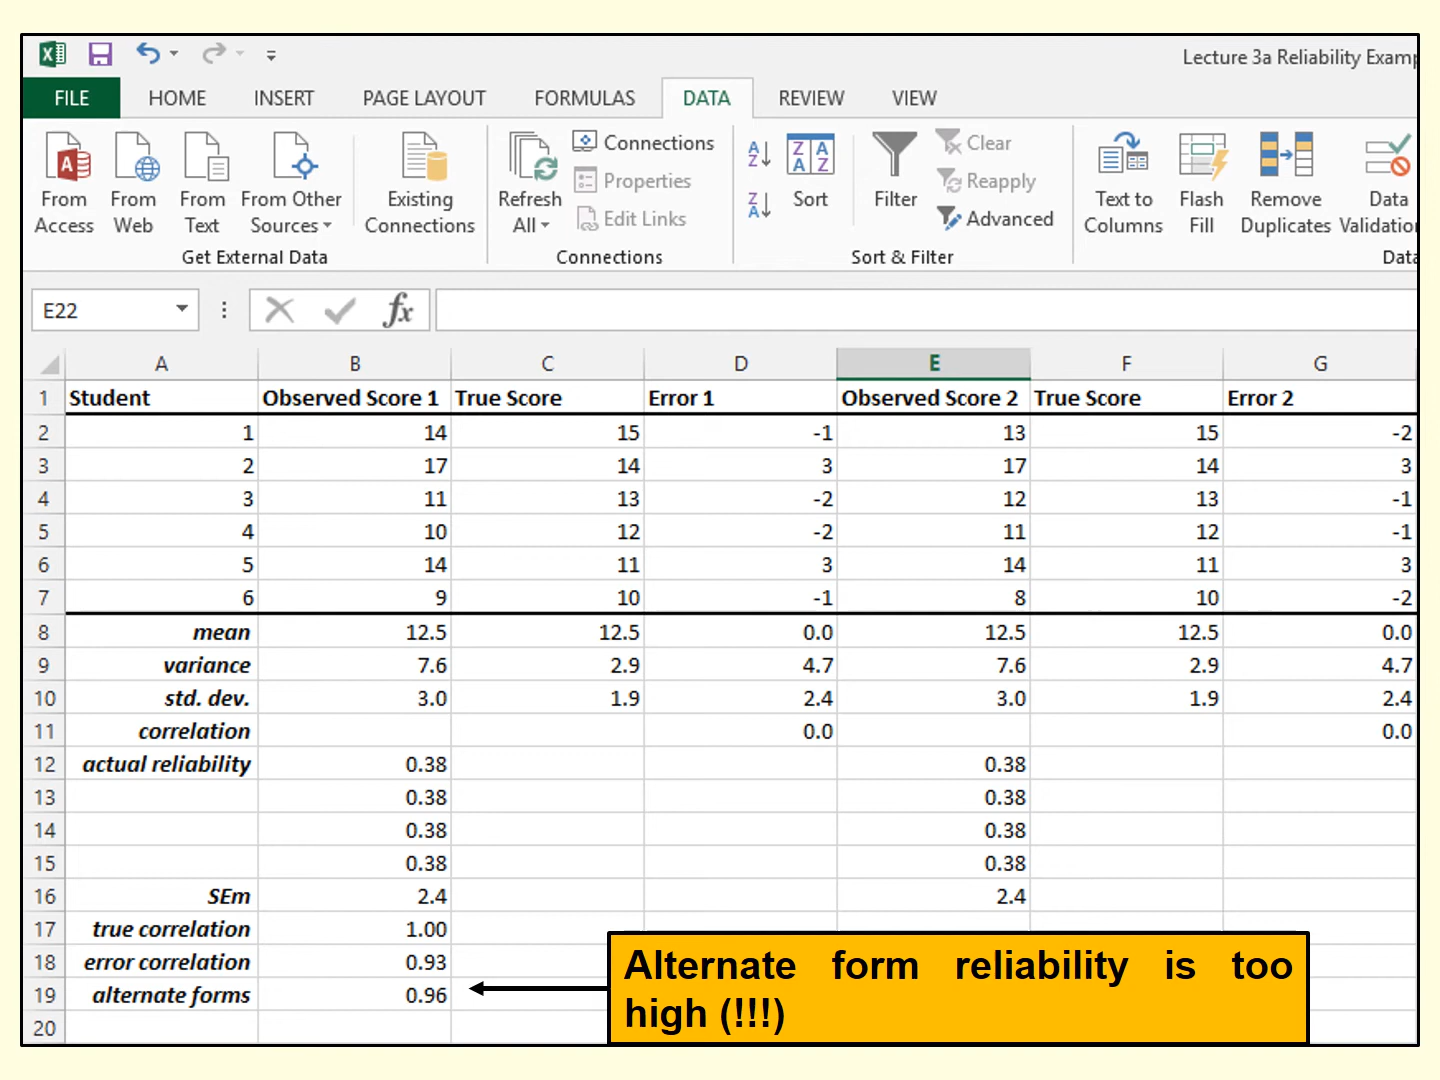 Lecture 3a Reliability Examp
FILE HOME INSERT PAGE LAYOUT FORMULAS DATA REVIEW VIEW
From Access
From Web
From Text
From Other Sources
Get External Data
Existing Connections
Refresh All
Connections
Properties
Edit Links
Connections
Sort
Filter
Clear
Reapply
Advanced
Sort & Filter
Text to Columns
Flash Fill
Remove Duplicates
Data Validation
Data
E22 fx
A B C D E F G
1 Student Observed Score 1 True Score Error 1 Observed Score 2 True Score Error 2
2 1 14 15 -1 13 15 -2
3 2 17 14 3 17 14 3
4 3 11 13 -2 12 13 -1
5 4 10 12 -2 11 12 -1
6 5 14 11 3 14 11 3
7 6 9 10 -1 8 10 -2
8 mean 12.5 12.5 0.0 12.5 12.5 0.0
9 variance 7.6 2.9 4.7 7.6 2.9 4.7
10 std. dev. 3.0 1.9 2.4 3.0 1.9 2.4
11 correlation 0.0 0.0
12 actual reliability 0.38 0.38
13 0.38 0.38
14 0.38 0.38
15 0.38 0.38
16 SEm 2.4 2.4
17 true correlation 1.00
18 error correlation 0.93
19 alternate forms 0.96
20
Alternate form reliability is too
high (!!!)